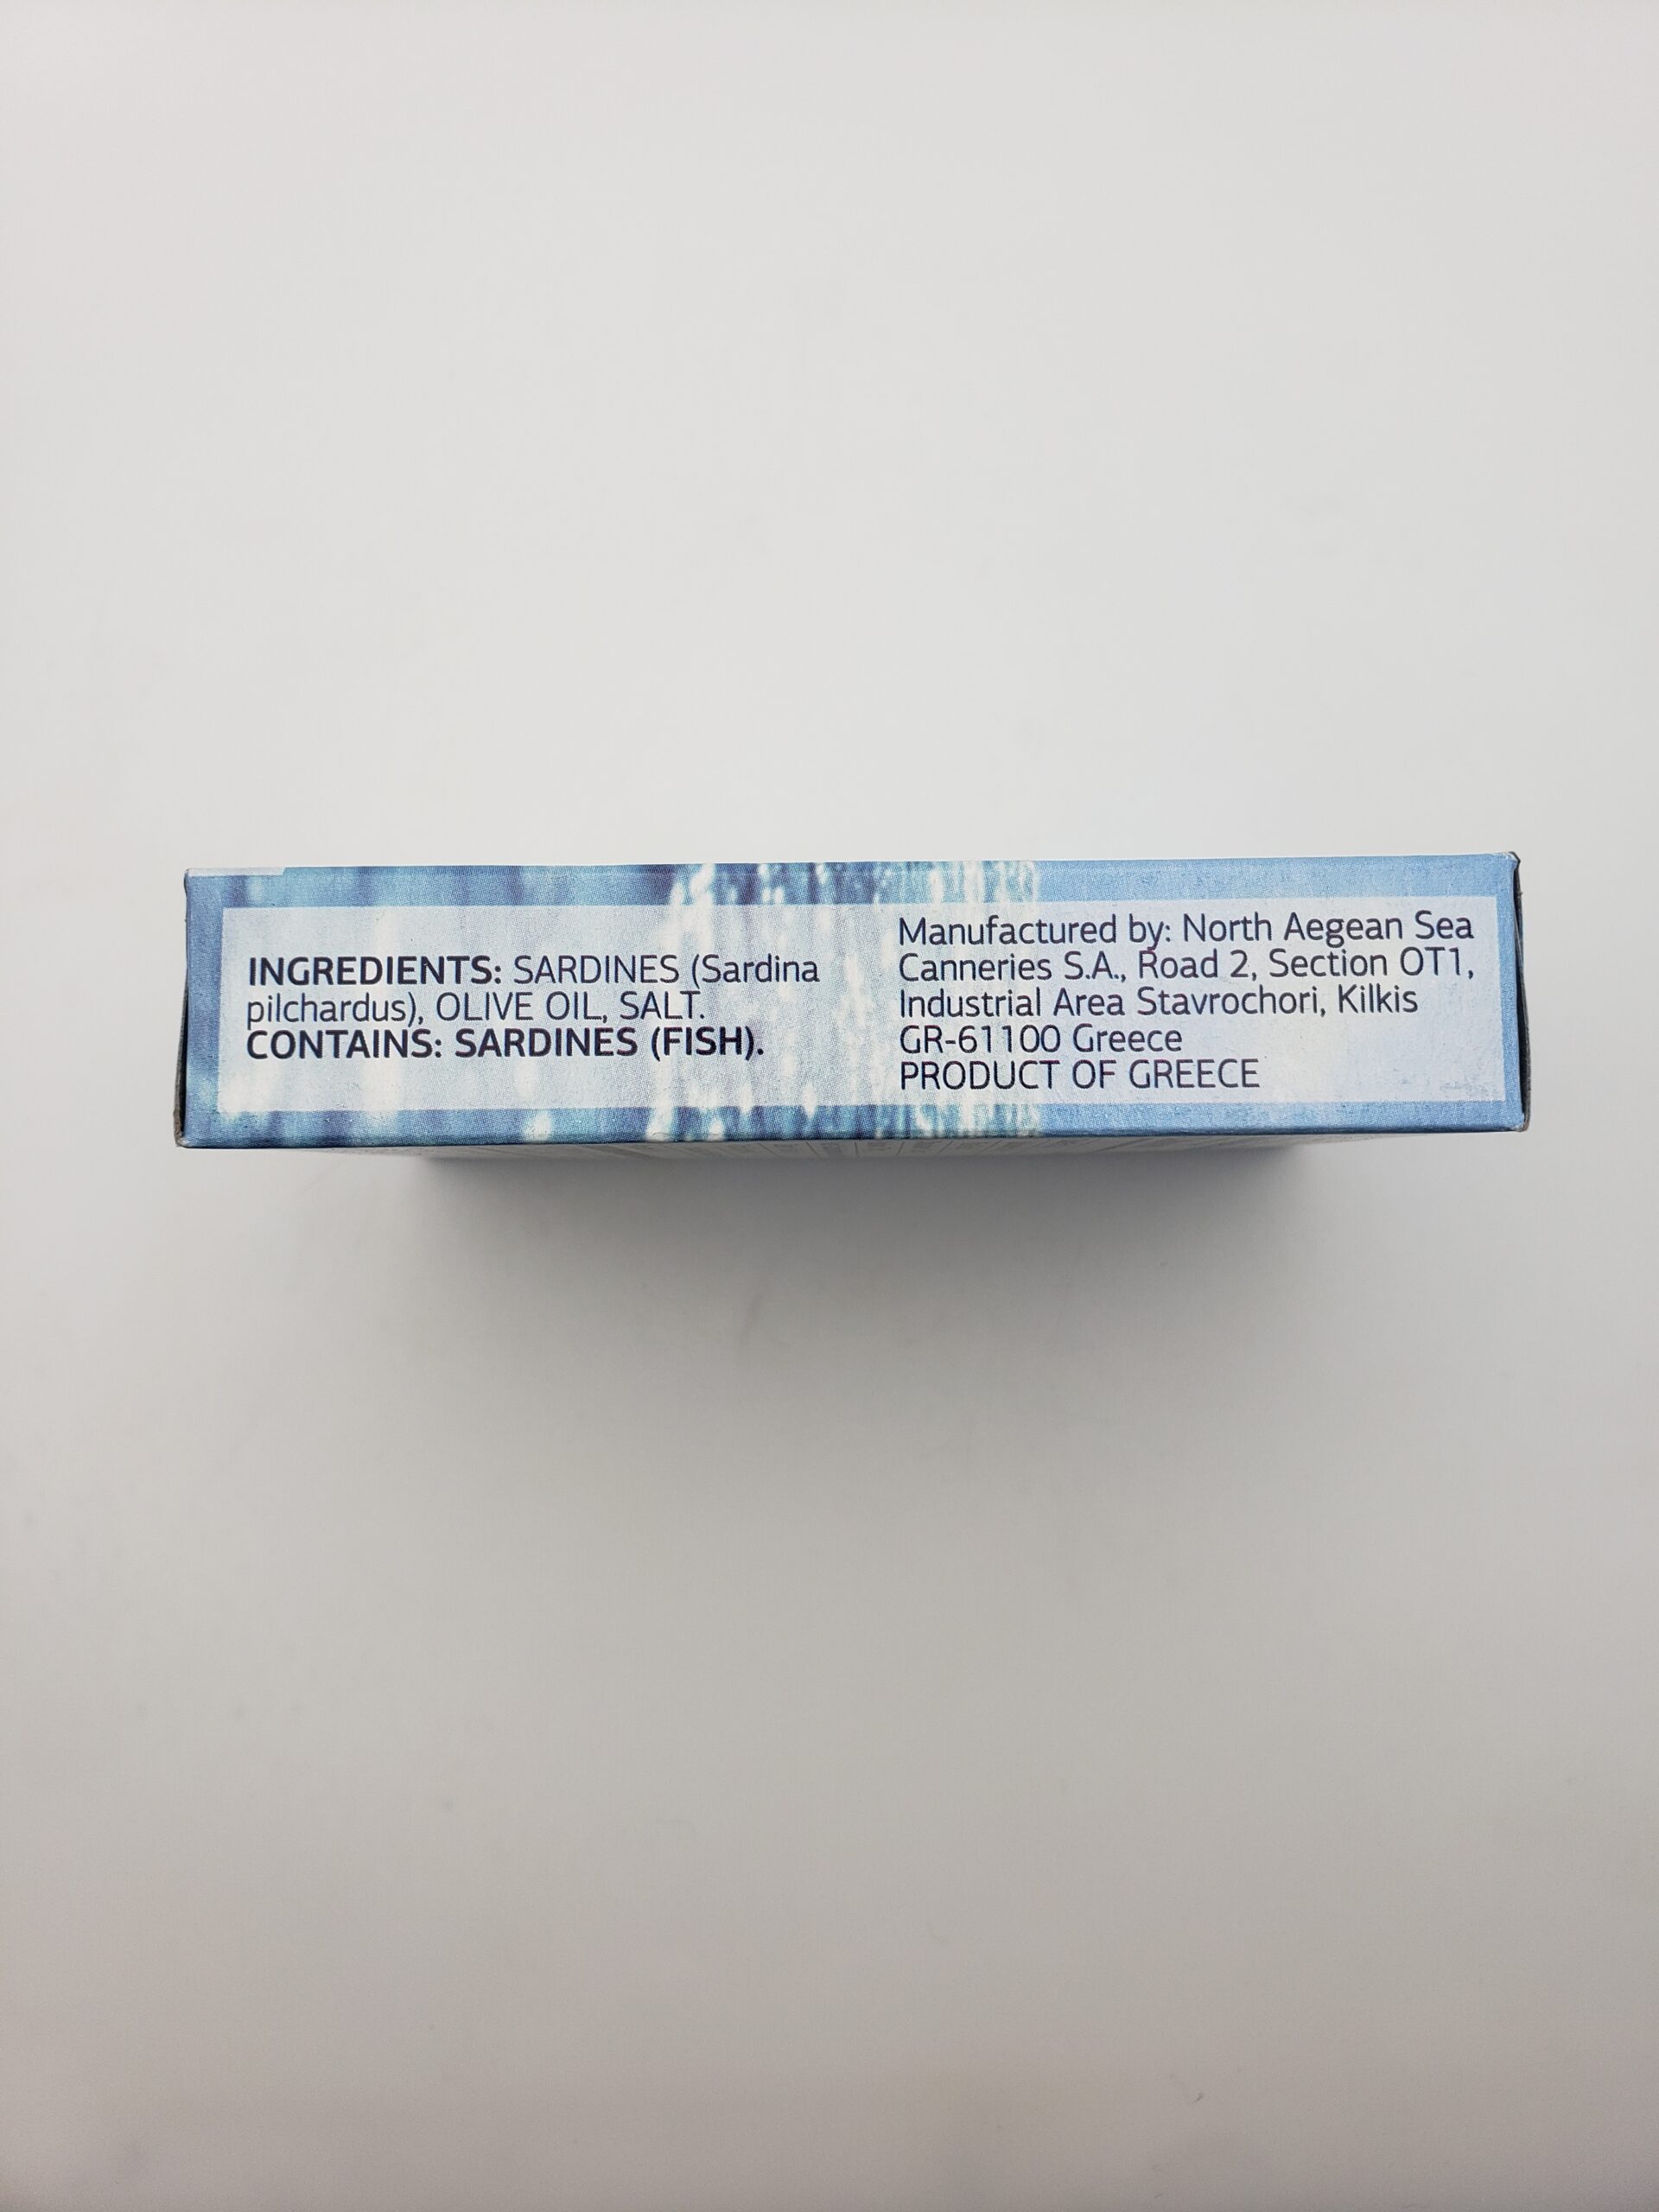 INGREDIENTS: SARDINES (Sardina
pilchardus), OLIVE OIL, SALT.
CONTAINS: SARDINES (FISH).
Manufactured by: North Aegean Sea
Canneries S.A., Road 2, Section OT1,
Industrial Area Stavrochori, Kilkis
GR-61100 Greece
PRODUCT OF GREECE